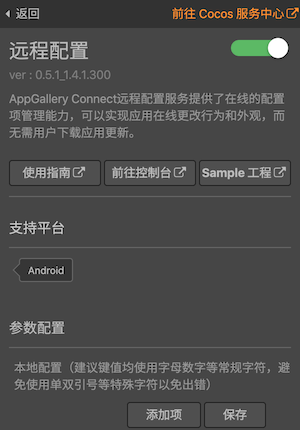 返回 前往 Cocos 服务中心
远程配置
ver : 0.5.1_1.4.1.300
AppGallery Connect远程配置服务提供了在线的配置
项管理能力，可以实现应用在线更改行为和外观，而
无需用户下载应用更新。
使用指南 前往控制台 Sample 工程
支持平台
Android
参数配置
本地配置（建议键值均使用字母数字等常规字符，避
免使用单双引号等特殊字符以免出错）
添加项 保存